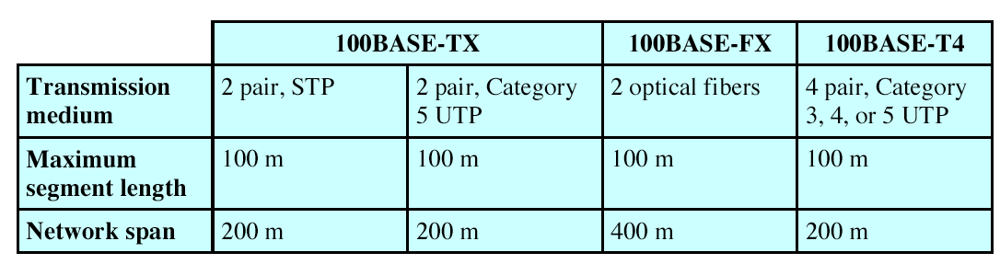 100BASE-TX 100BASE-FX 100BASE-T4
Transmission medium 2 pair, STP 2 pair, Category 5 UTP 2 optical fibers 4 pair, Category 3, 4, or 5 UTP
Maximum segment length 100 m 100 m 100 m 100 m
Network span 200 m 200 m 400 m 200 m